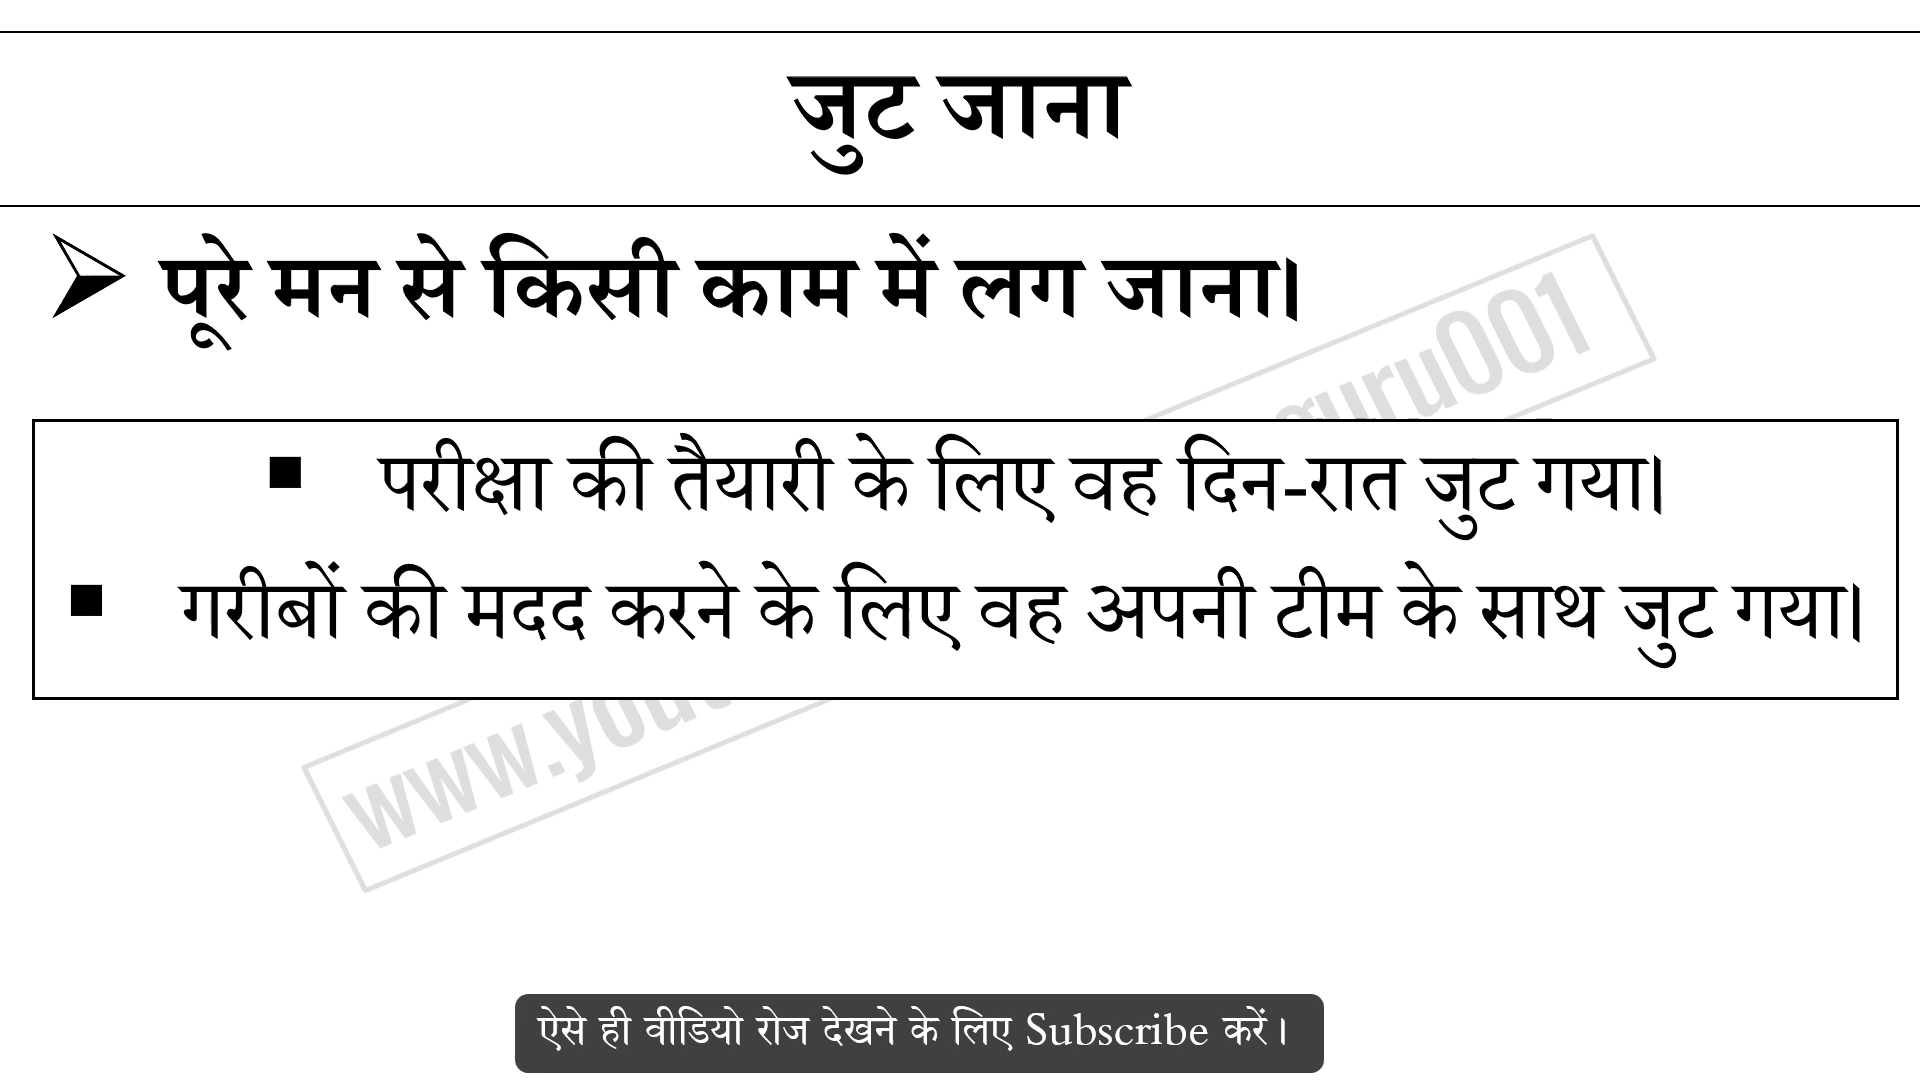 जुट जाना
पूरे मन से किसी काम में लग जाना।
परीक्षा की तैयारी के लिए वह दिन-रात जुट गया।
गरीबों की मदद करने के लिए वह अपनी टीम के साथ जुट गया।
ऐसे ही वीडियो रोज देखने के लिए Subscribe करें।